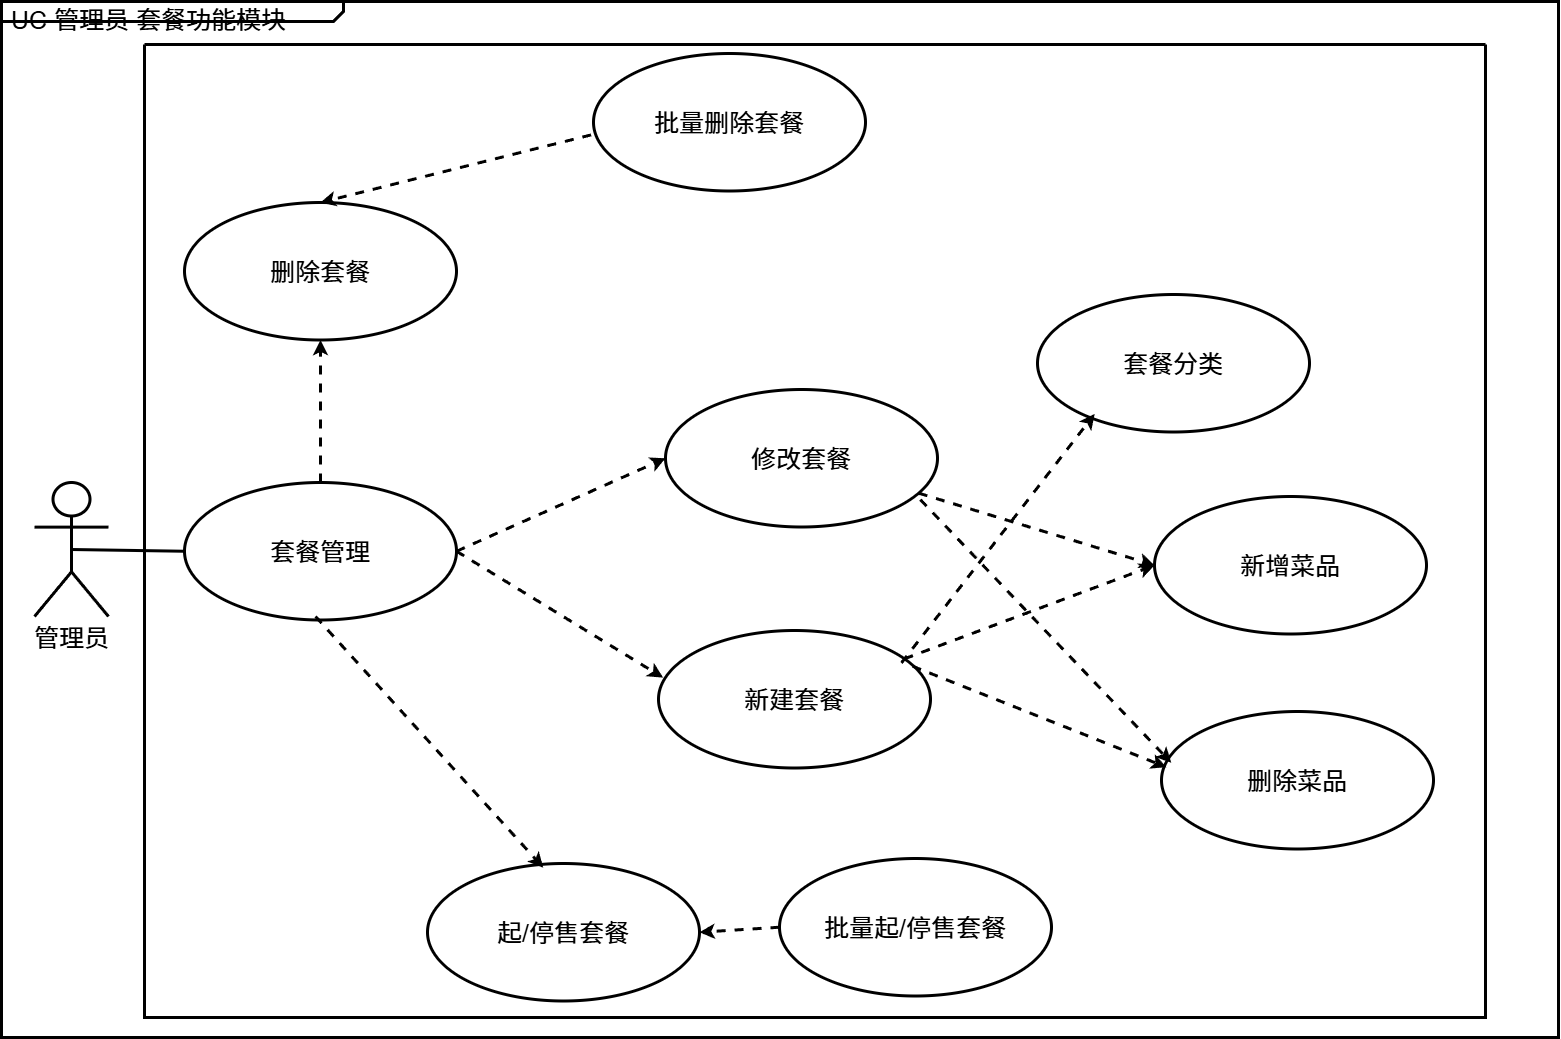 UC 管理员-套餐功能模块
批量删除套餐
删除套餐
套餐分类
修改套餐
套餐管理
新增菜品
管理员
新建套餐
删除菜品
起/停售套餐
批量起/停售套餐